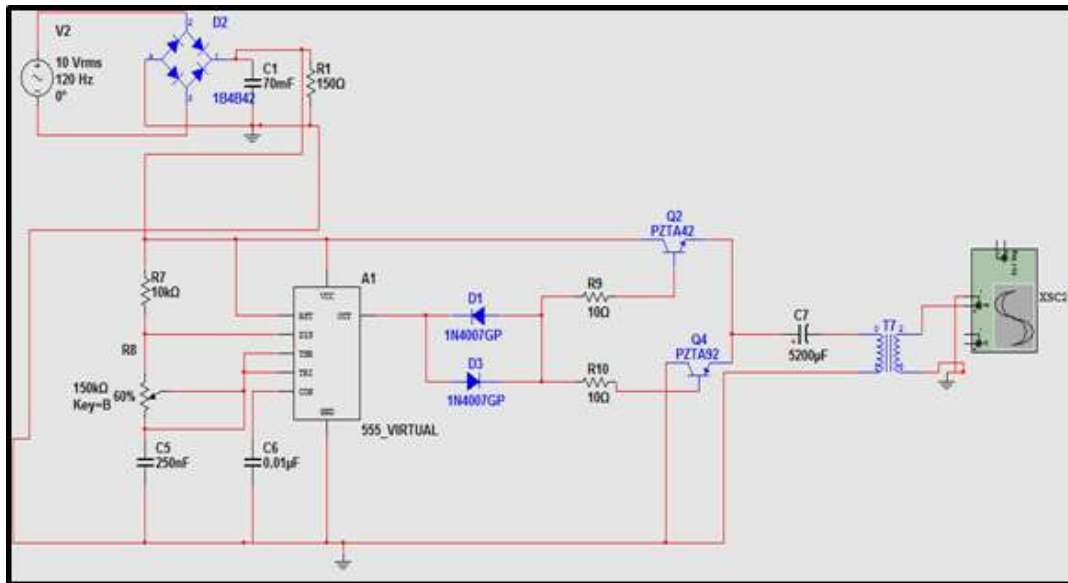 V2
10 Vrms
120 Hz
0°
D2
1B4B42
C1
70mF
R1
150Ω
R7
10kΩ
R8
150kΩ
60%
Key=B
C5
250nF
C6
0.01µF
A1
VCC
RST
OUT
DIS
THR
TRI
CON
GND
555_VIRTUAL
D1
1N4007GP
D3
1N4007GP
R9
10Ω
R10
10Ω
Q2
PZTA42
Q4
PZTA92
C7
5200µF
T7
XSC2